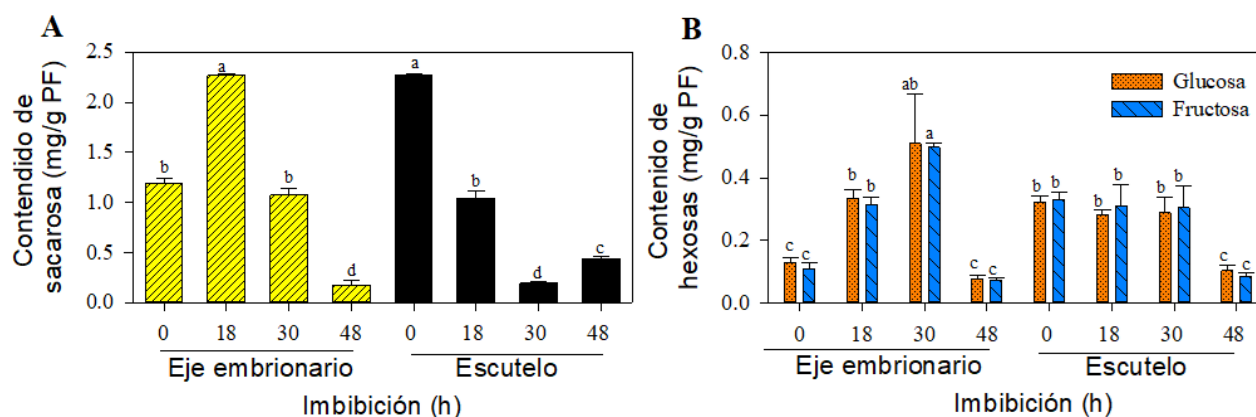 A
Contendido de
sacarosa (mg/g PF)
2.5
2.0
1.5
1.0
0.5
0.0
b
a
b
d
a
b
d
c
0 18 30 48 0 18 30 48
Eje embrionario Escutelo
Imbibición (h)
B
Contenido de
hexosas (mg/g PF)
0.8
0.6
0.4
0.2
0.0
Glucosa
Fructosa
c c
b b
ab a
c c
b b
b b
b b
c c
0 18 30 48 0 18 30 48
Eje embrionario Escutelo
Imbibición (h)